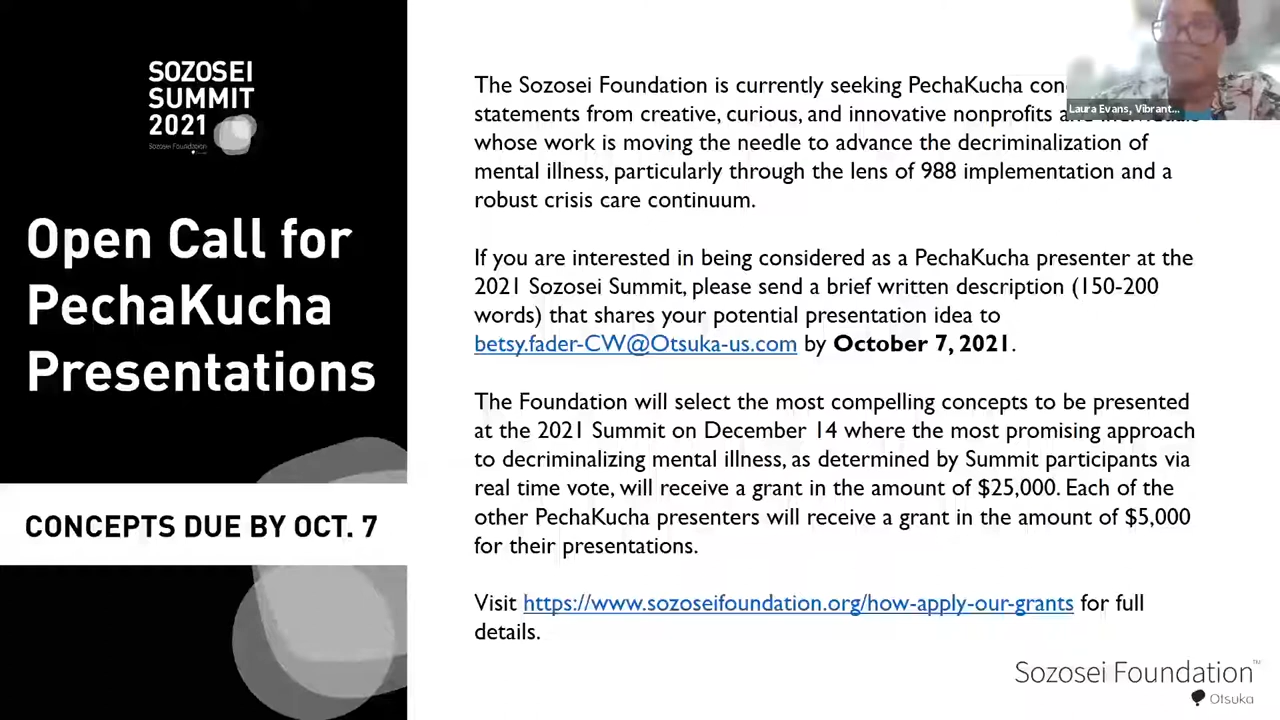 SOZOSEI
SUMMIT
2021
Sozosei Foundation
Open Call for
PechaKucha
Presentations
CONCEPTS DUE BY OCT. 7
Laura Evans, Vibrant...
The Sozosei Foundation is currently seeking PechaKucha
statements from creative, curious, and innovative nonprofits
whose work is moving the needle to advance the decriminalization of
mental illness, particularly through the lens of 988 implementation and a
robust crisis care continuum.
If you are interested in being considered as a PechaKucha presenter at the
2021 Sozosei Summit, please send a brief written description (150-200
words) that shares your potential presentation idea to
betsy.fader-CW@Otsuka-us.com by October 7, 2021.
The Foundation will select the most compelling concepts to be presented
at the 2021 Summit on December 14 where the most promising approach
to decriminalizing mental illness, as determined by Summit participants via
real time vote, will receive a grant in the amount of $25,000. Each of the
other PechaKucha presenters will receive a grant in the amount of $5,000
for their presentations.
Visit https://www.sozoseifoundation.org/how-apply-our-grants for full
details.
Sozosei Foundation™
Otsuka